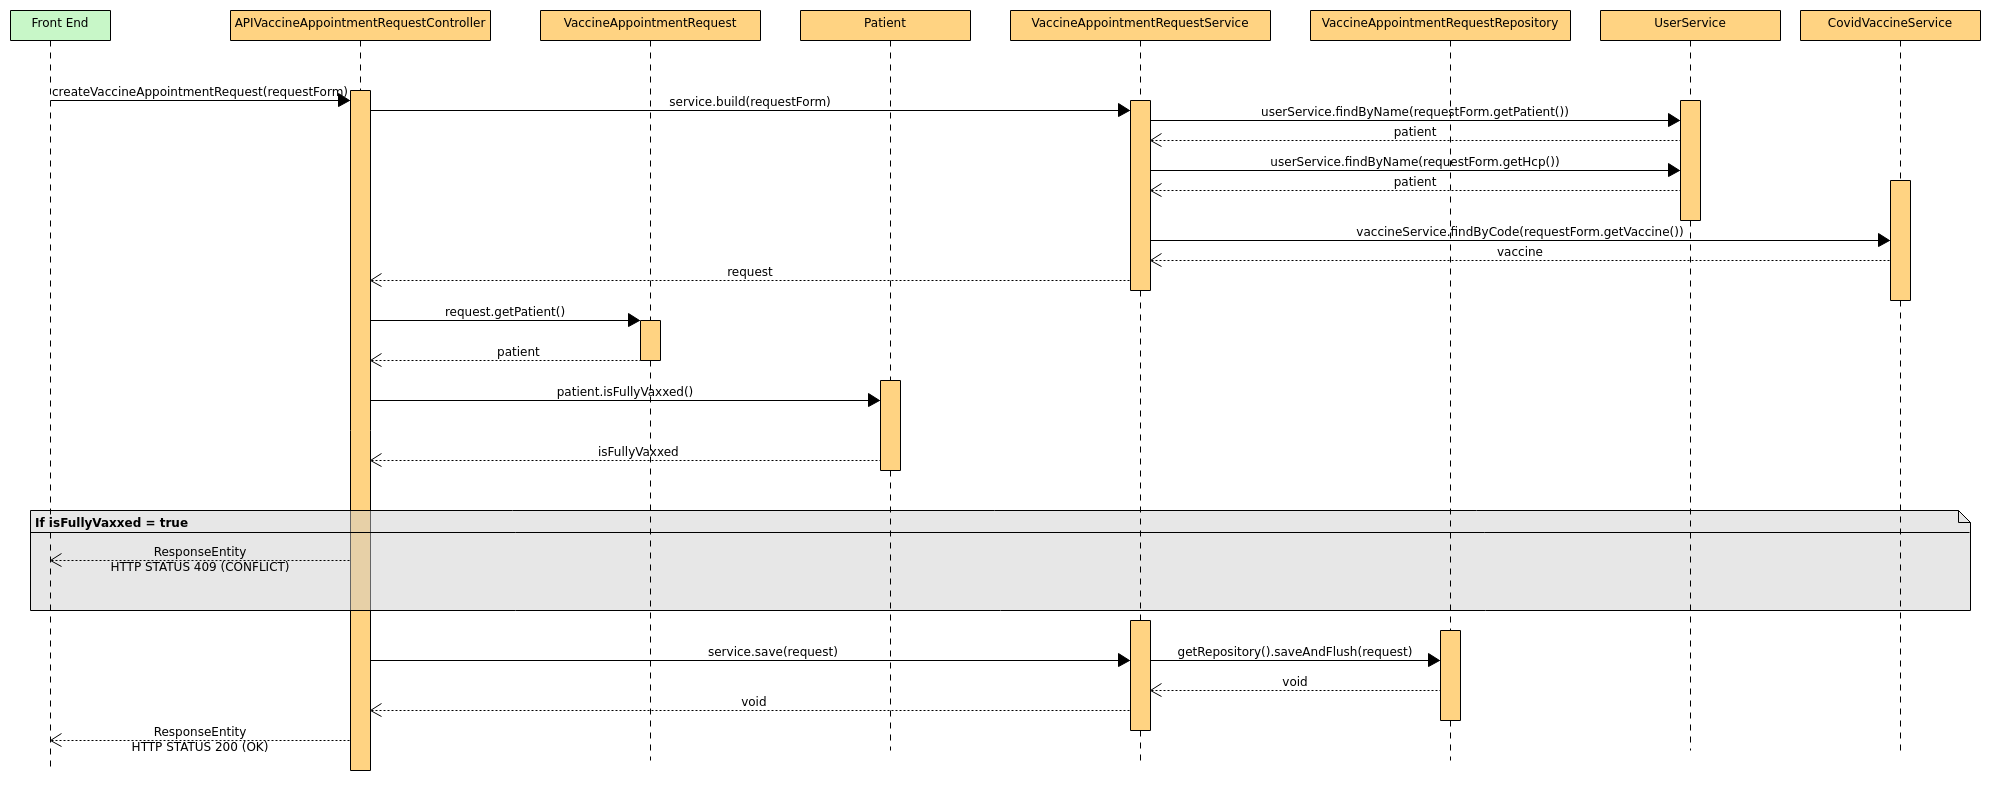 Front End
APIVaccineAppointmentRequestController
VaccineAppointmentRequest
Patient
VaccineAppointmentRequestService
VaccineAppointmentRequestRepository
UserService
CovidVaccineService
createVaccineAppointmentRequest(requestForm)
service.build(requestForm)
userService.findByName(requestForm.getPatient())
patient
userService.findByName(requestForm.getHcp())
patient
vaccineService.findByCode(requestForm.getVaccine())
vaccine
request
request.getPatient()
patient
patient.isFullyVaxxed()
isFullyVaxxed
If isFullyVaxxed = true
ResponseEntity
HTTP STATUS 409 (CONFLICT)
service.save(request)
getRepository().saveAndFlush(request)
void
void
ResponseEntity
HTTP STATUS 200 (OK)